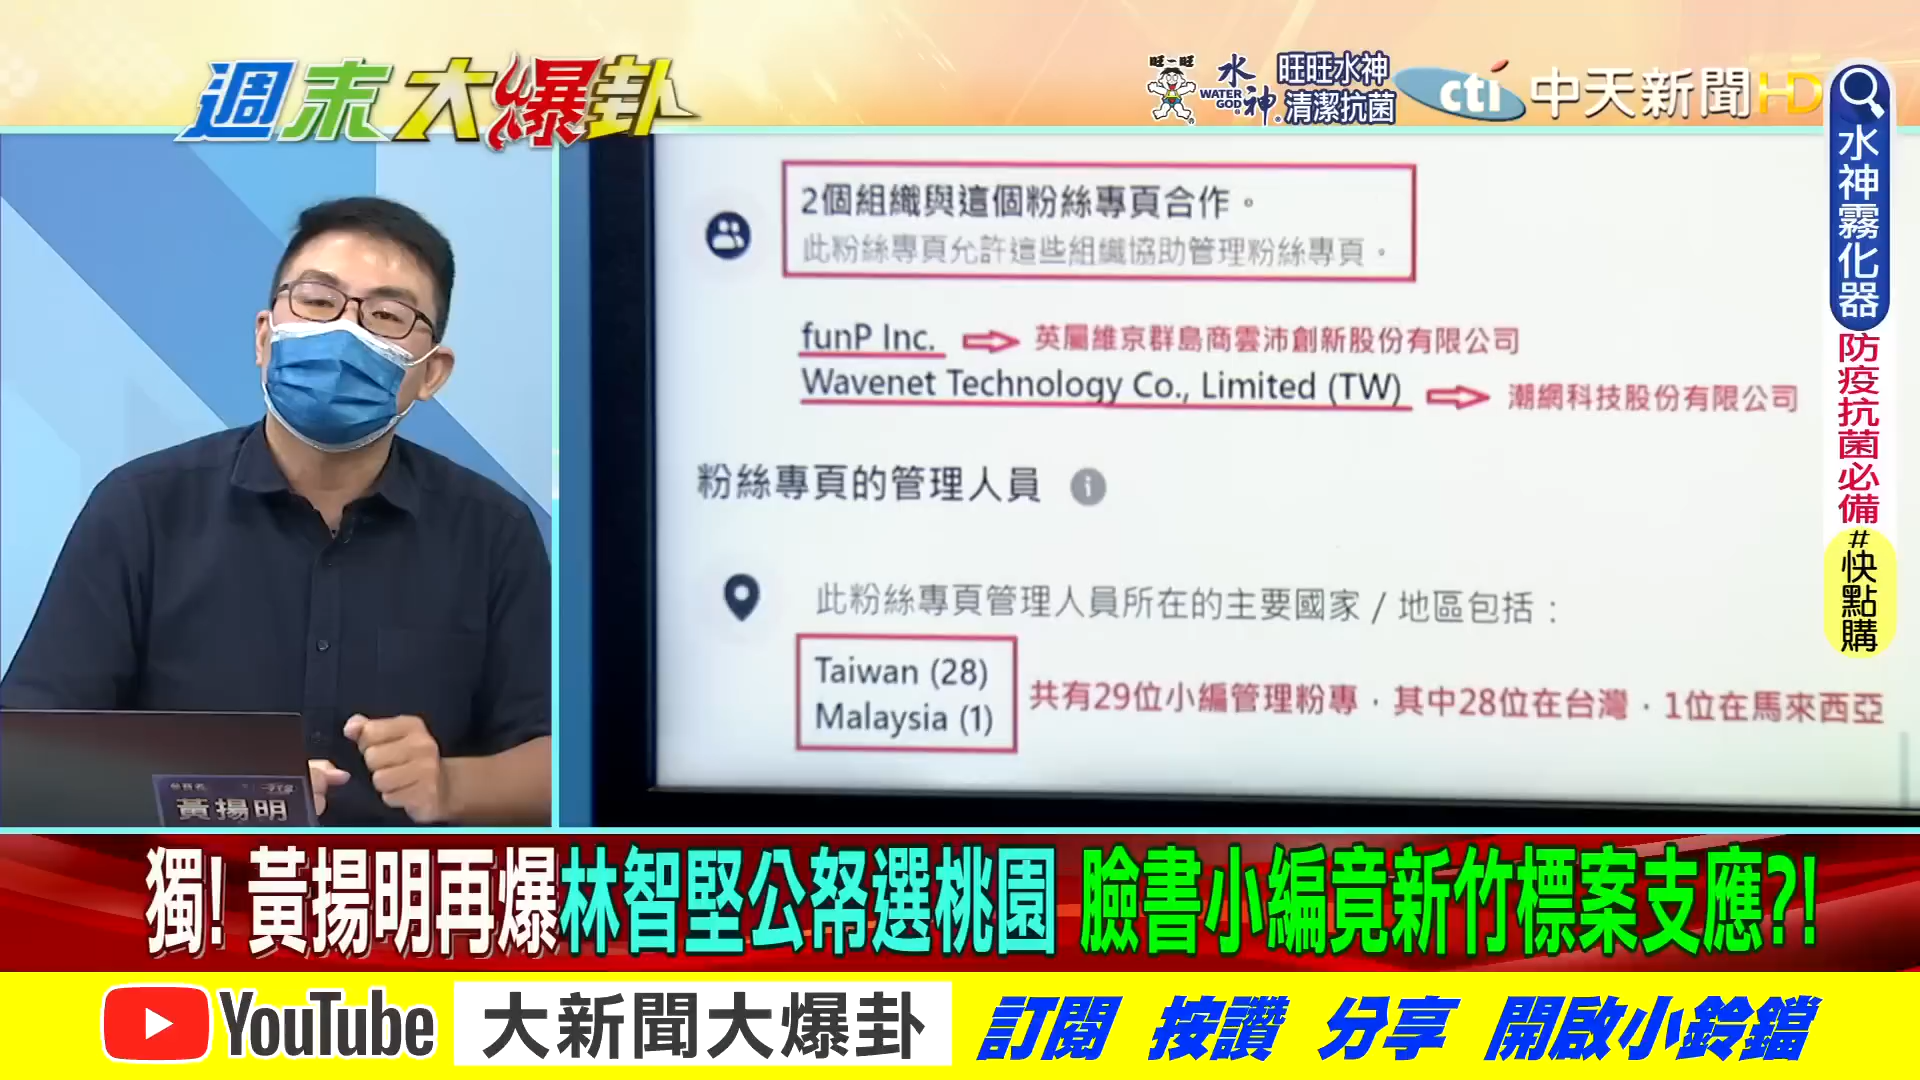 週末大爆卦
旺一旺
水神
WATER GOD
旺旺水神
清潔抗菌
cti 中天新聞HD
水神霧化器
防疫抗菌必備
#快點購
2個組織與這個粉絲專頁合作。
此粉絲專頁允許這些組織協助管理粉絲專頁。
funP Inc. 英屬維京群島商雲沛創新股份有限公司
Wavenet Technology Co., Limited (TW) 潮網科技股份有限公司
粉絲專頁的管理人員
此粉絲專頁管理人員所在的主要國家 / 地區包括：
Taiwan (28)
Malaysia (1)
共有29位小編管理粉專，其中28位在台灣，1位在馬來西亞
黃揚明
獨! 黃揚明再爆林智堅公帑選桃園 臉書小編竟新竹標案支應?!
YouTube 大新聞大爆卦 訂閱 按讚 分享 開啟小鈴鐺